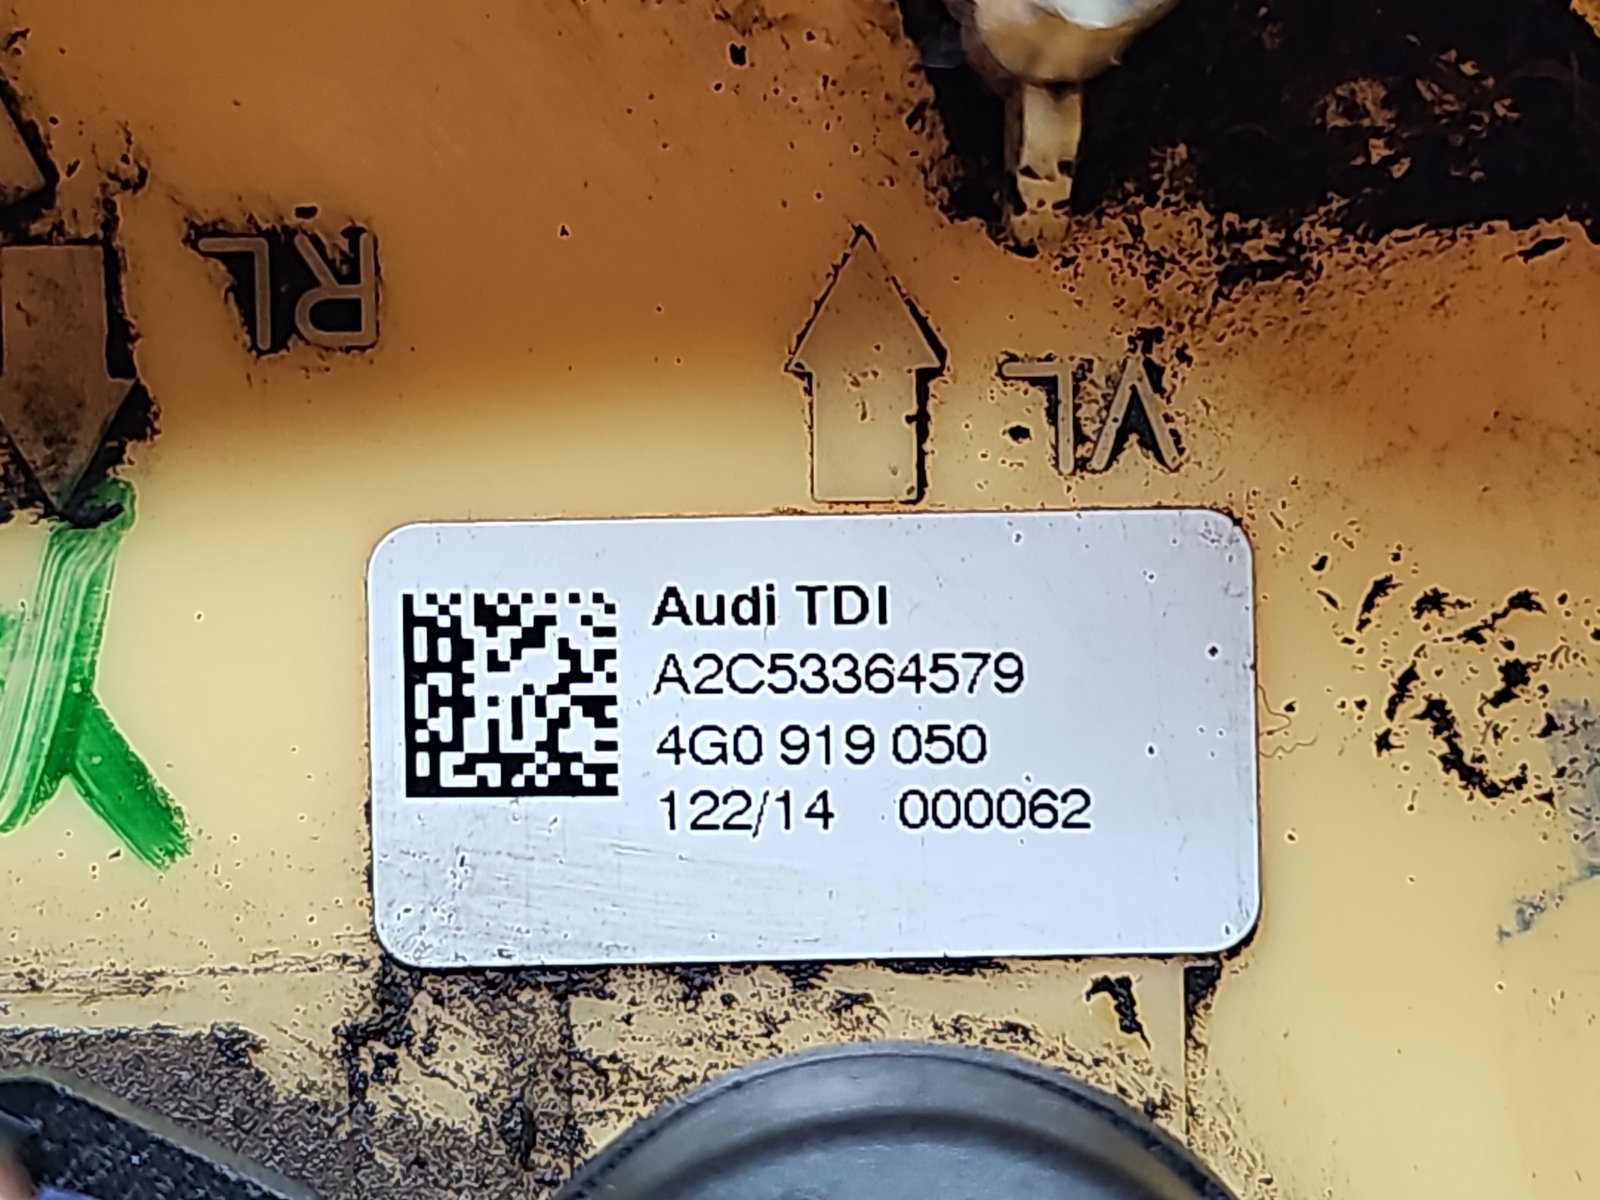 RL
VL
Audi TDI
A2C53364579
4G0 919 050
122/14 000062